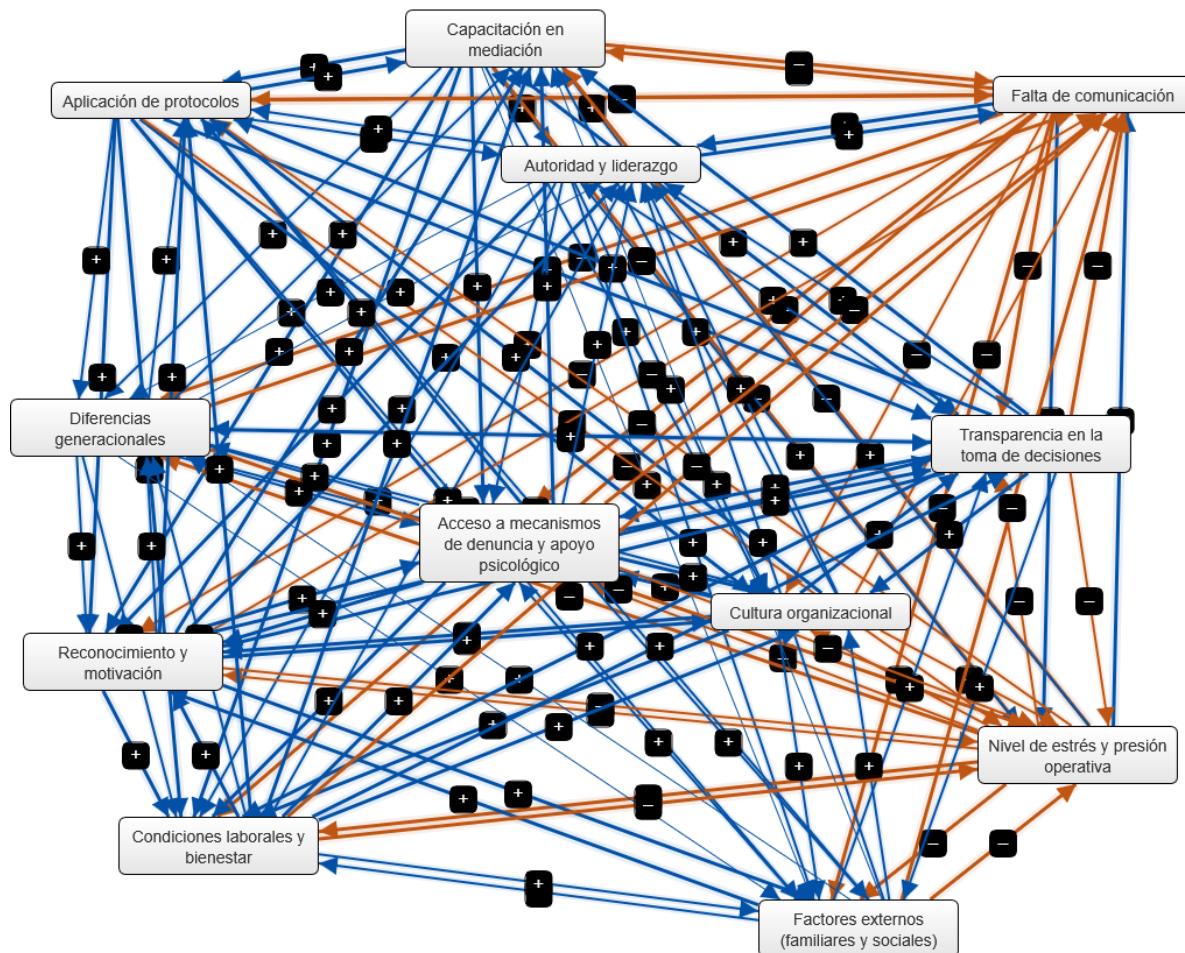 Capacitación en
mediación
Aplicación de protocolos
Falta de comunicación
Autoridad y liderazgo
Diferencias
generacionales
Transparencia en la
toma de decisiones
Acceso a mecanismos
de denuncia y apoyo
psicológico
Cultura organizacional
Reconocimiento y
motivación
Nivel de estrés y presión
operativa
Condiciones laborales y
bienestar
Factores externos
(familiares y sociales)